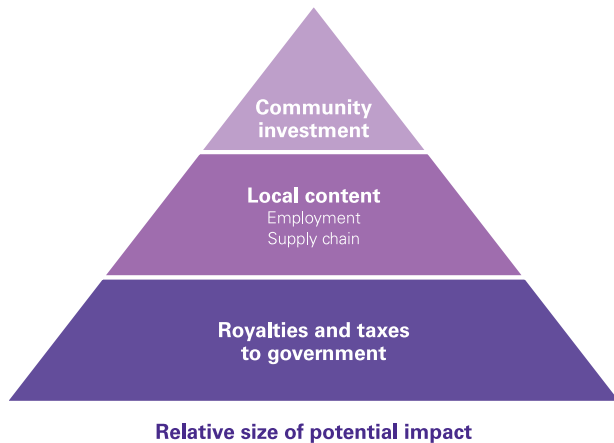 Community
investment
Local content
Employment
Supply chain
Royalties and taxes
to government
Relative size of potential impact